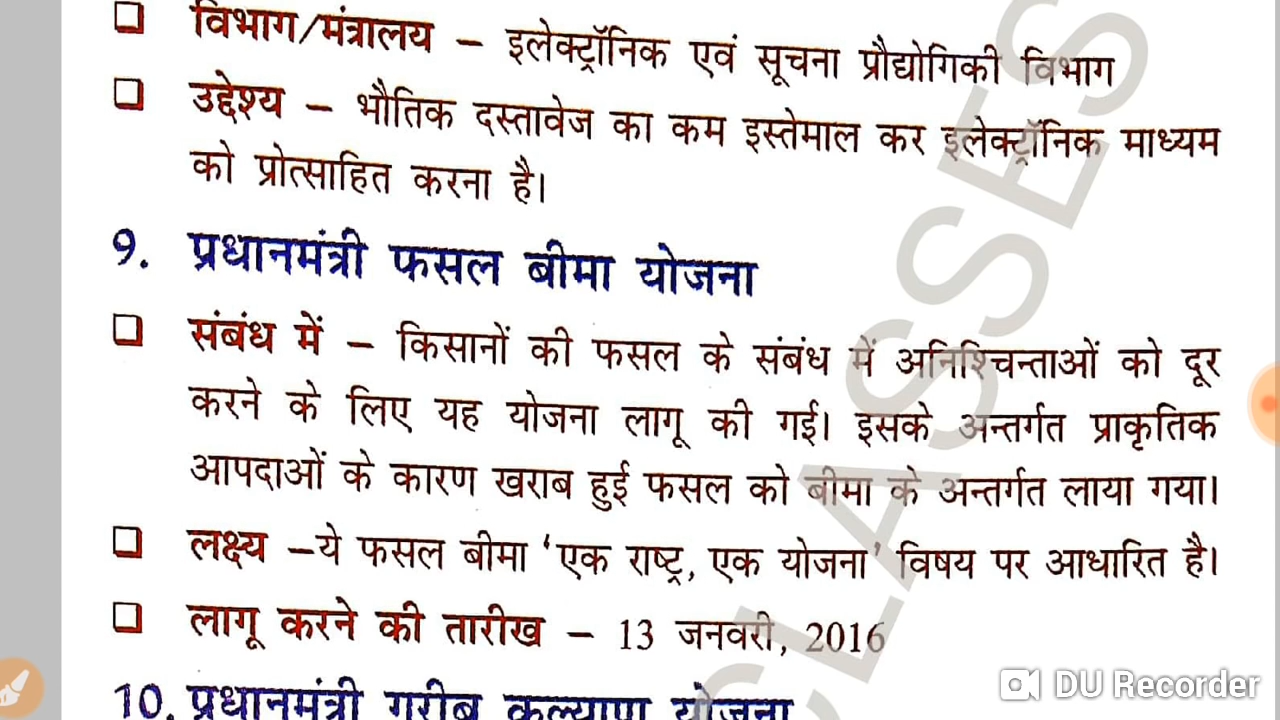 ❑ विभाग/मंत्रालय – इलेक्ट्रॉनिक एवं सूचना प्रौद्योगिकी विभाग
❑ उद्देश्य – भौतिक दस्तावेज का कम इस्तेमाल कर इलेक्ट्रॉनिक माध्यम
को प्रोत्साहित करना है।
9. प्रधानमंत्री फसल बीमा योजना
❑ संबंध में – किसानों की फसल के संबंध में अनिश्चिन्ताओं को दूर
करने के लिए यह योजना लागू की गई। इसके अन्तर्गत प्राकृतिक
आपदाओं के कारण खराब हुई फसल को बीमा के अन्तर्गत लाया गया।
❑ लक्ष्य –ये फसल बीमा ‘एक राष्ट्र, एक योजना’ विषय पर आधारित है।
❑ लागू करने की तारीख – 13 जनवरी, 2016
10. प्रधानमंत्री गरीब कल्याण योजना
CLASSES
DU Recorder